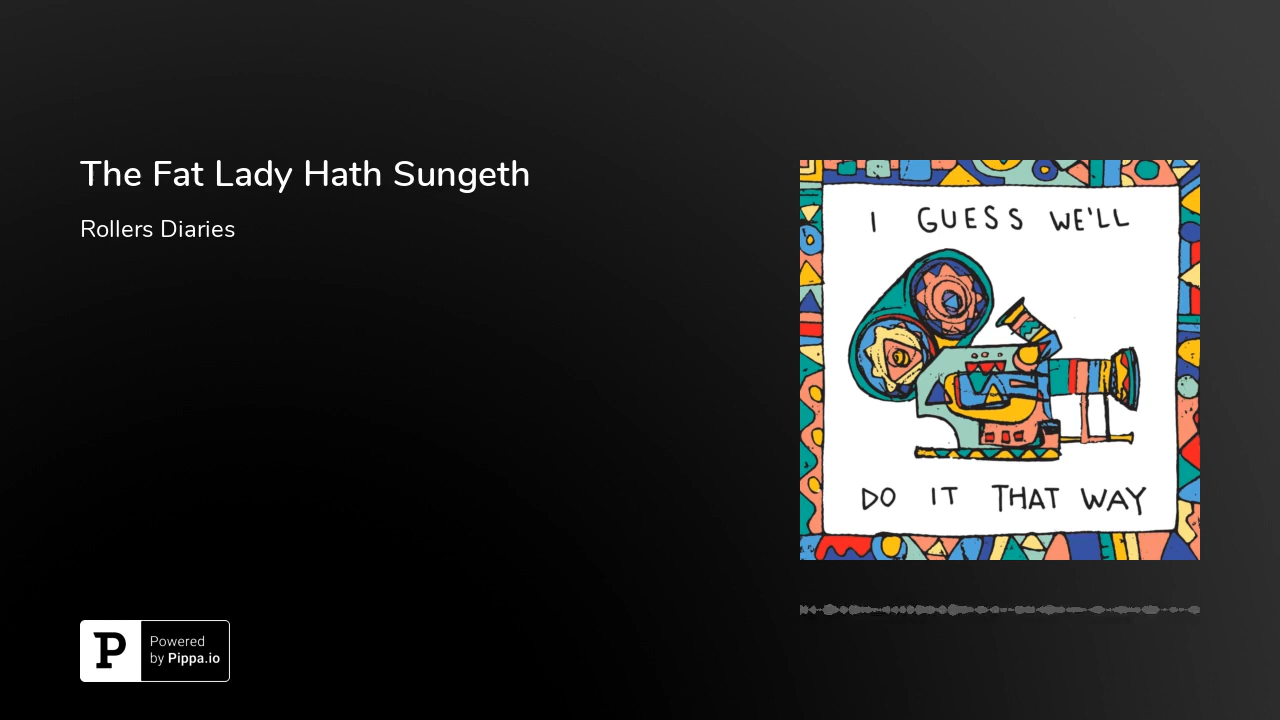 The Fat Lady Hath Sungeth
Rollers Diaries
I GUESS WE'LL
DO IT THAT WAY
P
Powered
by Pippa.io